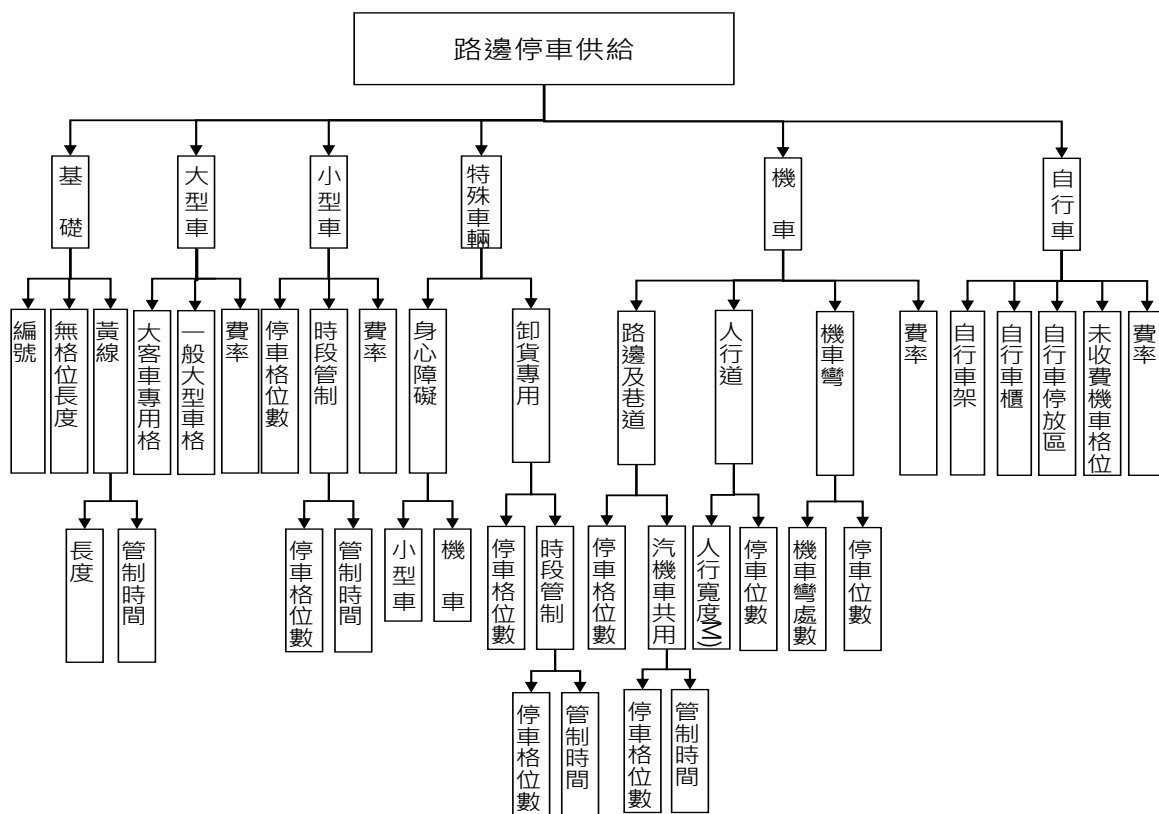 路邊停車供給
基礎
大型車
小型車
特殊車輛
機車
自行車
編號
無格位長度
黃線
大客車專用格
一般大型車格
費率
停車格位數
時段管制
費率
身心障礙
卸貨專用
路邊及巷道
人行道
機車彎
費率
自行車架
自行車櫃
自行車停放區
未收費機車格位
費率
長度
管制時間
停車格位數
管制時間
小型車
機車
停車格位數
時段管制
停車格位數
汽機車共用
人行寬度M)
停車位數
機車彎處數
停車位數
停車格位數
管制時間
停車格位數
管制時間